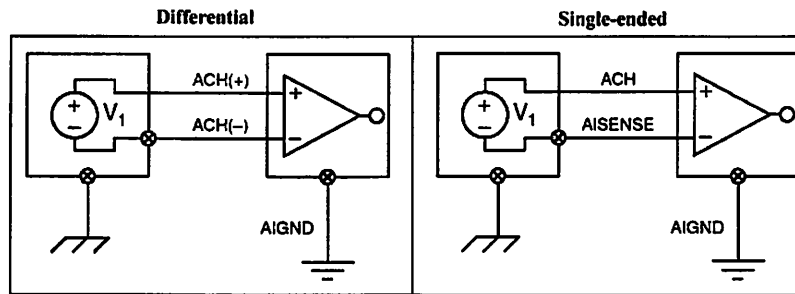 Differential
ACH(+)
+
+
V1
−
−
ACH(−)
AIGND
Single-ended
ACH
+
+
V1
−
−
AISENSE
AIGND